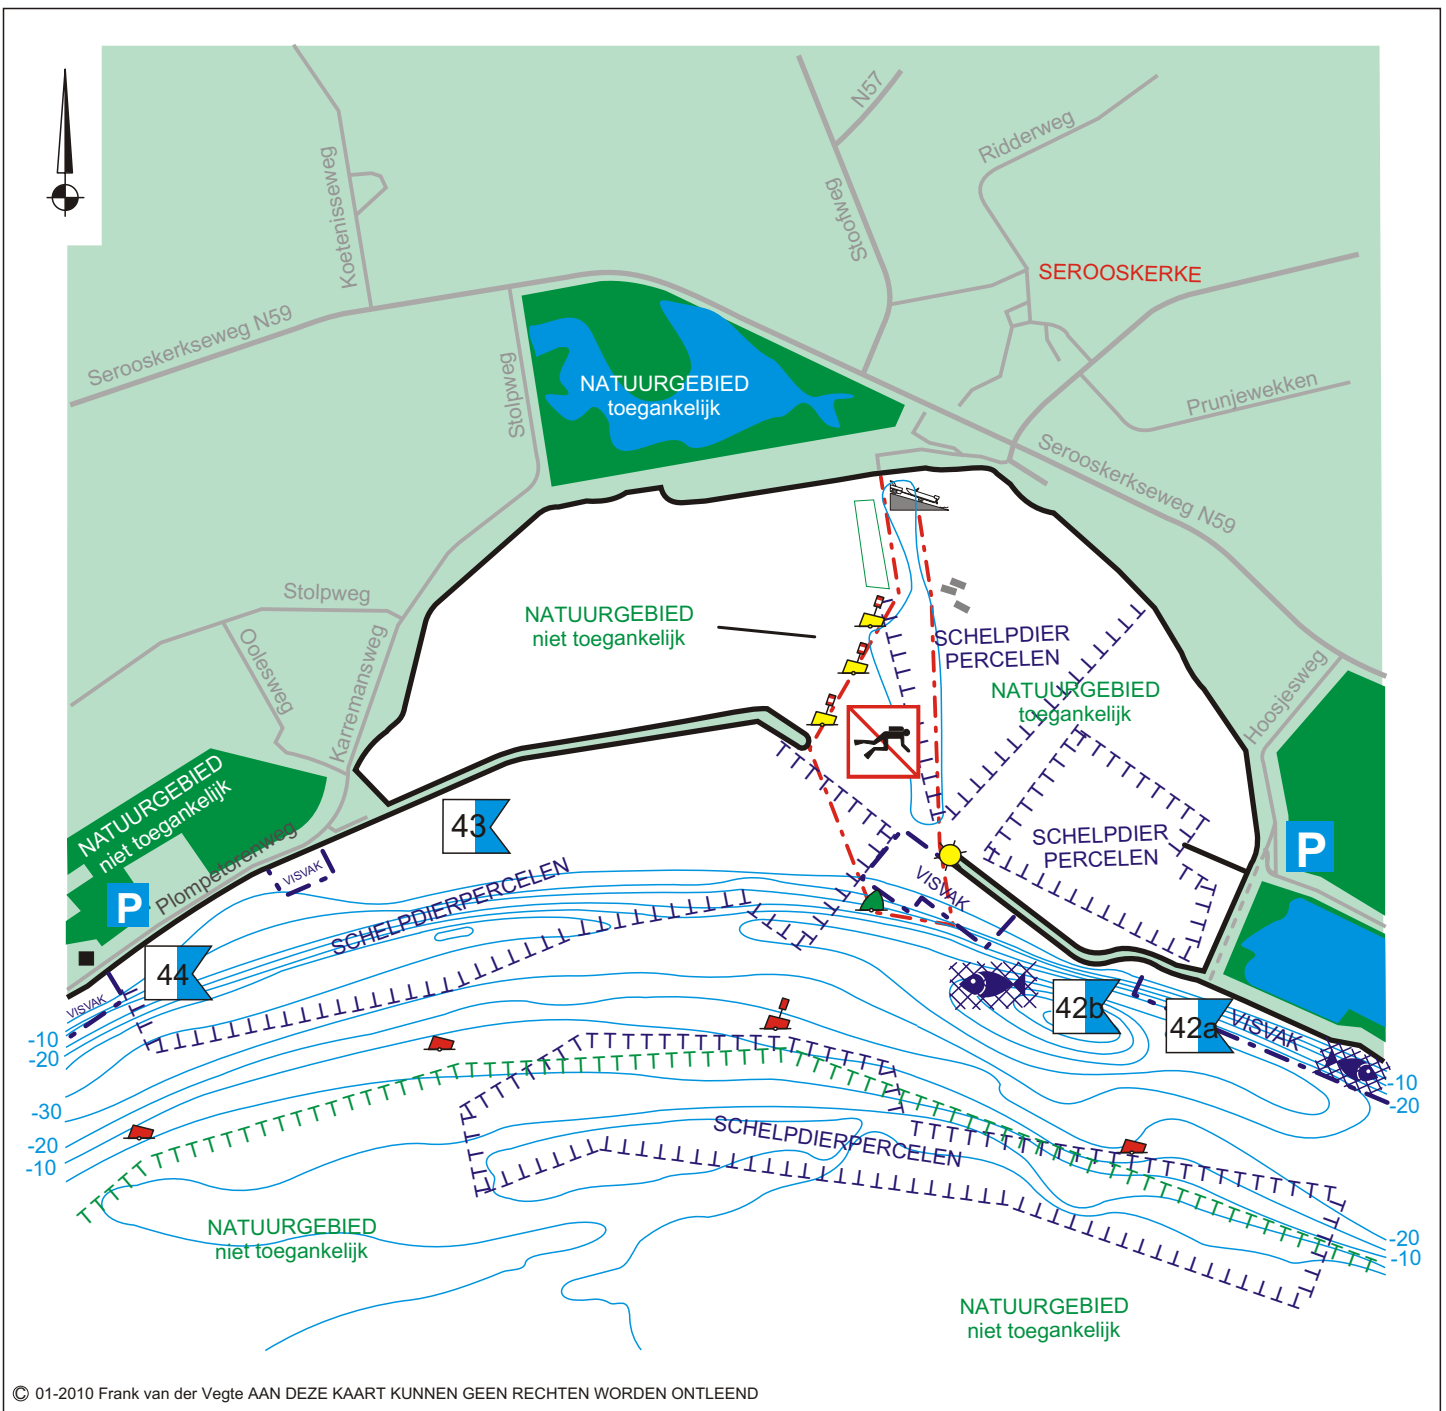 N57
Ridderweg
Koetenisseweg
Stoofweg
SEROOSKERKE
Serooskerkseweg N59
Stolpweg
NATUURGEBIED
toegankelijk
Prunjewekken
Serooskerkseweg N59
Stolpweg
NATUURGEBIED
niet toegankelijk
SCHELPDIER
PERCELEN
Oolesweg
Karremansweg
NATUURGEBIED
toegankelijk
Hoosjesweg
NATUURGEBIED
niet toegankelijk
43
SCHELPDIER
PERCELEN
P
Plompetorenweg
VISVAK
VISVAK
P
SCHELPDIERPERCELEN
44
VISVAK
42b
42a
VISVAK
-10
-20
-30
-20
-10
-10
-20
SCHELPDIERPERCELEN
NATUURGEBIED
niet toegankelijk
-20
-10
NATUURGEBIED
niet toegankelijk
© 01-2010 Frank van der Vegte AAN DEZE KAART KUNNEN GEEN RECHTEN WORDEN ONTLEEND